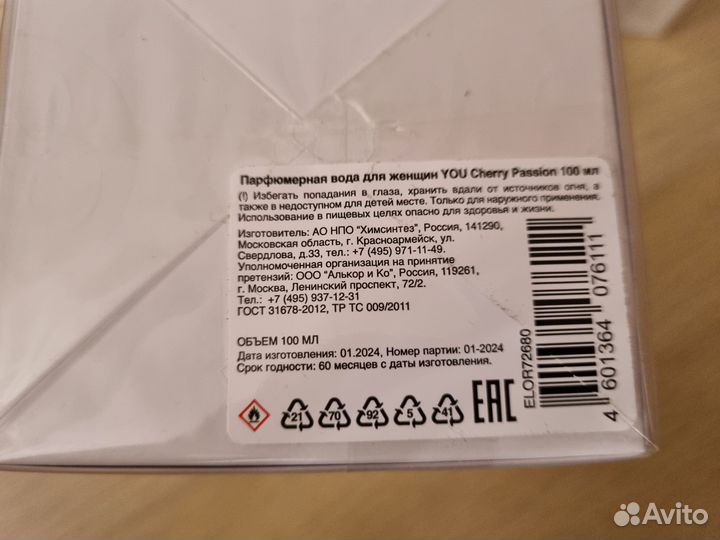 Парфюмерная вода для женщин YOU Cherry Passion 100 мл
(!) Избегать попадания в глаза, хранить вдали от источников огня, а
также в недоступном для детей месте. Только для наружного применения.
Использование в пищевых целях опасно для здоровья и жизни.
Изготовитель: АО НПО "Химсинтез", Россия, 141290,
Московская область, г. Красноармейск, ул.
Свердлова, д.33, тел.: +7 (495) 971-11-49.
Уполномоченная организация на принятие
претензий: ООО "Алькор и Ко", Россия, 119261,
г. Москва, Ленинский проспект, 72/2.
Тел.: +7 (495) 937-12-31
ГОСТ 31678-2012, ТР ТС 009/2011
ОБЪЕМ 100 МЛ
Дата изготовления: 01.2024, Номер партии: 01-2024
Срок годности: 60 месяцев с даты изготовления.
21
70
92
5
41
EAC
ELOR72680
4 601364 076111
Avito